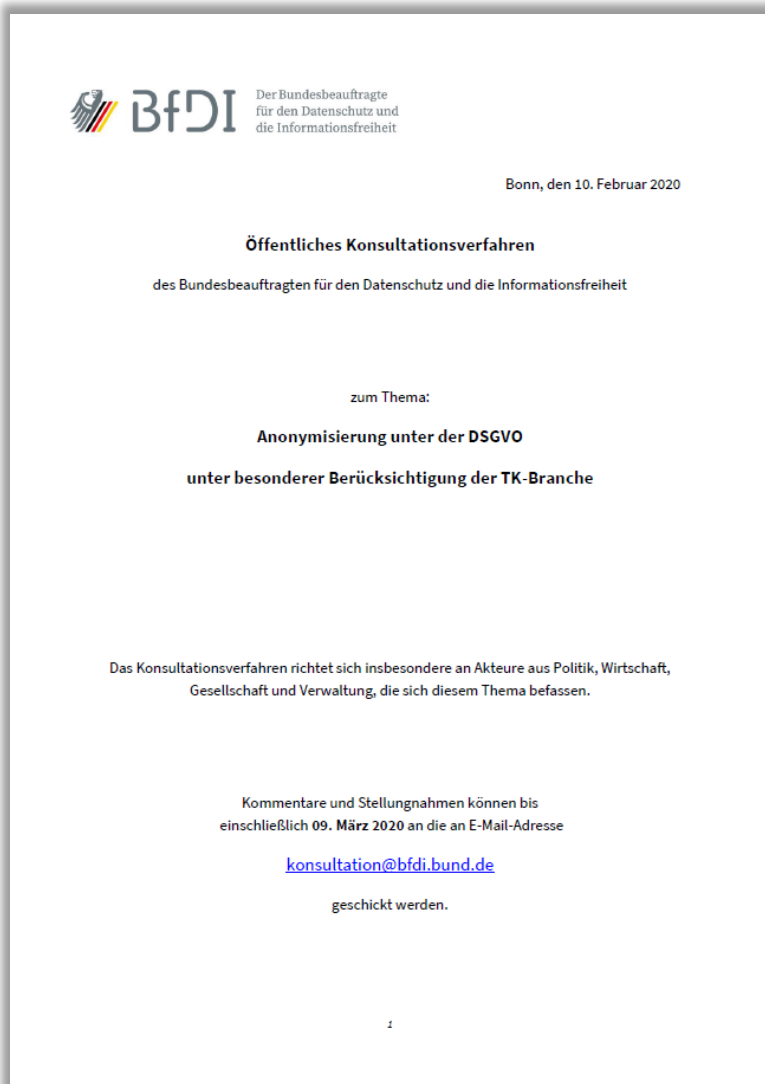 BfDI
Der Bundesbeauftragte
für den Datenschutz und
die Informationsfreiheit
Bonn, den 10. Februar 2020
Öffentliches Konsultationsverfahren
des Bundesbeauftragten für den Datenschutz und die Informationsfreiheit
zum Thema:
Anonymisierung unter der DSGVO
unter besonderer Berücksichtigung der TK-Branche
Das Konsultationsverfahren richtet sich insbesondere an Akteure aus Politik, Wirtschaft,
Gesellschaft und Verwaltung, die sich diesem Thema befassen.
Kommentare und Stellungnahmen können bis
einschließlich 09. März 2020 an die an E-Mail-Adresse
konsultation@bfdi.bund.de
geschickt werden.
1